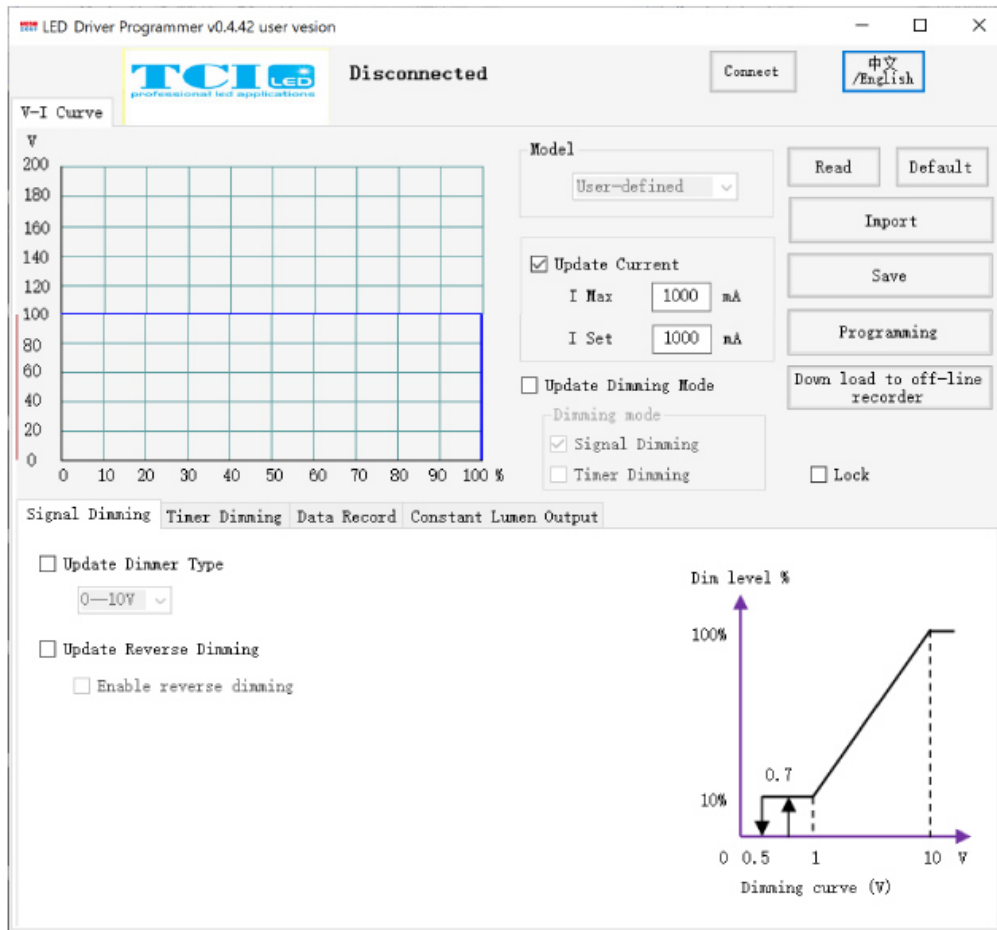 LED Driver Programmer v0.4.42 user vesion
TCI LED
professional led applications
Disconnected
Connect
中文
/English
V-I Curve
V
200
180
160
140
120
100
80
60
40
20
0
0 10 20 30 40 50 60 70 80 90 100 %
Model
User-defined
Update Current
I Max 1000 mA
I Set 1000 mA
Update Dimming Mode
Dimming mode
Signal Dimming
Timer Dimming
Read Default
Import
Save
Programming
Down load to off-line
recorder
Lock
Signal Dimming Timer Dimming Data Record Constant Lumen Output
Update Dimmer Type
0—10V
Update Reverse Dimming
Enable reverse dimming
Dim level %
100%
0.7
10%
0 0.5 1 10 V
Dimming curve (V)